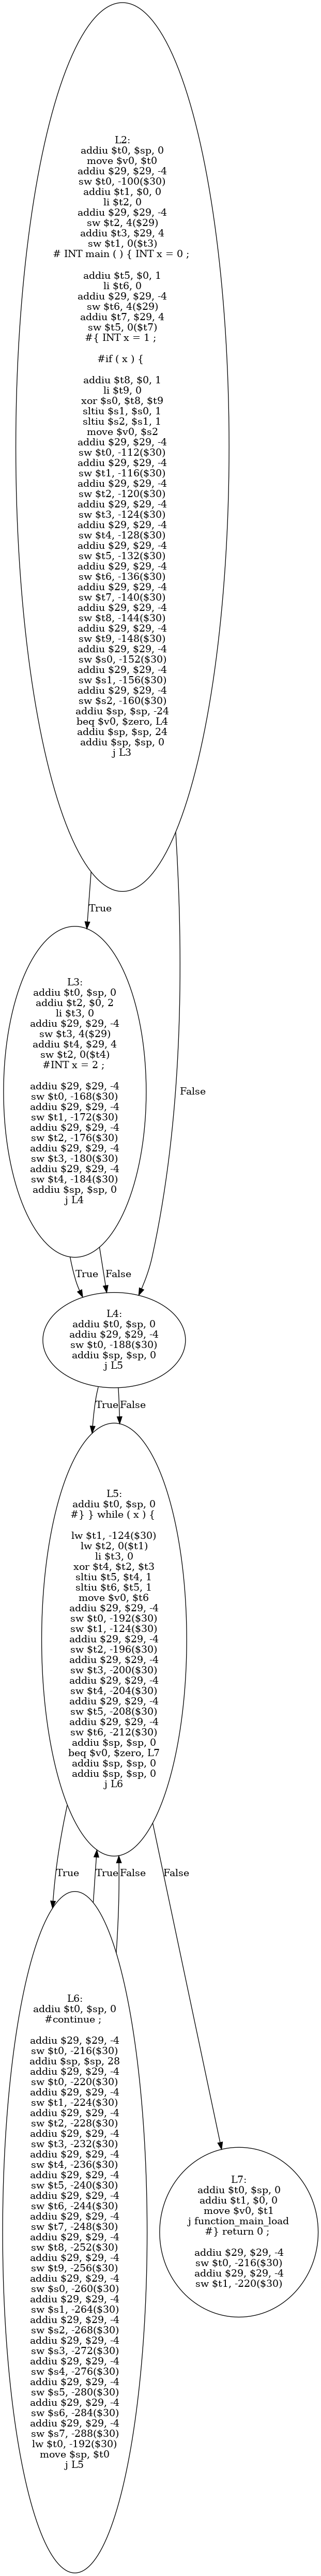 L2:
addiu $t0, $sp, 0
move $v0, $t0
addiu $29, $29, -4
sw $t0, -100($30)
addiu $t1, $0, 0
li $t2, 0
addiu $29, $29, -4
sw $t2, 4($29)
addiu $t3, $29, 4
sw $t1, 0($t3)
# INT main ( ) { INT x = 0 ;
addiu $t5, $0, 1
li $t6, 0
addiu $29, $29, -4
sw $t6, 4($29)
addiu $t7, $29, 4
sw $t5, 0($t7)
#{ INT x = 1 ;
#if ( x ) {
addiu $t8, $0, 1
li $t9, 0
xor $s0, $t8, $t9
sltiu $s1, $s0, 1
sltiu $s2, $s1, 1
move $v0, $s2
addiu $29, $29, -4
sw $t0, -112($30)
addiu $29, $29, -4
sw $t1, -116($30)
addiu $29, $29, -4
sw $t2, -120($30)
addiu $29, $29, -4
sw $t3, -124($30)
addiu $29, $29, -4
sw $t4, -128($30)
addiu $29, $29, -4
sw $t5, -132($30)
addiu $29, $29, -4
sw $t6, -136($30)
addiu $29, $29, -4
sw $t7, -140($30)
addiu $29, $29, -4
sw $t8, -144($30)
addiu $29, $29, -4
sw $t9, -148($30)
addiu $29, $29, -4
sw $s0, -152($30)
addiu $29, $29, -4
sw $s1, -156($30)
addiu $29, $29, -4
sw $s2, -160($30)
addiu $sp, $sp, -24
beq $v0, $zero, L4
addiu $sp, $sp, 24
addiu $sp, $sp, 0
j L3
True
L3:
addiu $t0, $sp, 0
addiu $t2, $0, 2
li $t3, 0
addiu $29, $29, -4
sw $t3, 4($29)
addiu $t4, $29, 4
sw $t2, 0($t4)
#INT x = 2 ;
addiu $29, $29, -4
sw $t0, -168($30)
addiu $29, $29, -4
sw $t1, -172($30)
addiu $29, $29, -4
sw $t2, -176($30)
addiu $29, $29, -4
sw $t3, -180($30)
addiu $29, $29, -4
sw $t4, -184($30)
addiu $sp, $sp, 0
j L4
False
True False
L4:
addiu $t0, $sp, 0
addiu $29, $29, -4
sw $t0, -188($30)
addiu $sp, $sp, 0
j L5
True False
L5:
addiu $t0, $sp, 0
#} } while ( x ) {
lw $t1, -124($30)
lw $t2, 0($t1)
li $t3, 0
xor $t4, $t2, $t3
sltiu $t5, $t4, 1
sltiu $t6, $t5, 1
move $v0, $t6
addiu $29, $29, -4
sw $t0, -192($30)
sw $t1, -124($30)
addiu $29, $29, -4
sw $t2, -196($30)
addiu $29, $29, -4
sw $t3, -200($30)
addiu $29, $29, -4
sw $t4, -204($30)
addiu $29, $29, -4
sw $t5, -208($30)
addiu $29, $29, -4
sw $t6, -212($30)
addiu $sp, $sp, 0
beq $v0, $zero, L7
addiu $sp, $sp, 0
addiu $sp, $sp, 0
j L6
True True False False
L6:
addiu $t0, $sp, 0
#continue ;
addiu $29, $29, -4
sw $t0, -216($30)
addiu $sp, $sp, 28
addiu $29, $29, -4
sw $t0, -220($30)
addiu $29, $29, -4
sw $t1, -224($30)
addiu $29, $29, -4
sw $t2, -228($30)
addiu $29, $29, -4
sw $t3, -232($30)
addiu $29, $29, -4
sw $t4, -236($30)
addiu $29, $29, -4
sw $t5, -240($30)
addiu $29, $29, -4
sw $t6, -244($30)
addiu $29, $29, -4
sw $t7, -248($30)
addiu $29, $29, -4
sw $t8, -252($30)
addiu $29, $29, -4
sw $t9, -256($30)
addiu $29, $29, -4
sw $s0, -260($30)
addiu $29, $29, -4
sw $s1, -264($30)
addiu $29, $29, -4
sw $s2, -268($30)
addiu $29, $29, -4
sw $s3, -272($30)
addiu $29, $29, -4
sw $s4, -276($30)
addiu $29, $29, -4
sw $s5, -280($30)
addiu $29, $29, -4
sw $s6, -284($30)
addiu $29, $29, -4
sw $s7, -288($30)
lw $t0, -192($30)
move $sp, $t0
j L5
L7:
addiu $t0, $sp, 0
addiu $t1, $0, 0
move $v0, $t1
j function_main_load
#} return 0 ;
addiu $29, $29, -4
sw $t0, -216($30)
addiu $29, $29, -4
sw $t1, -220($30)